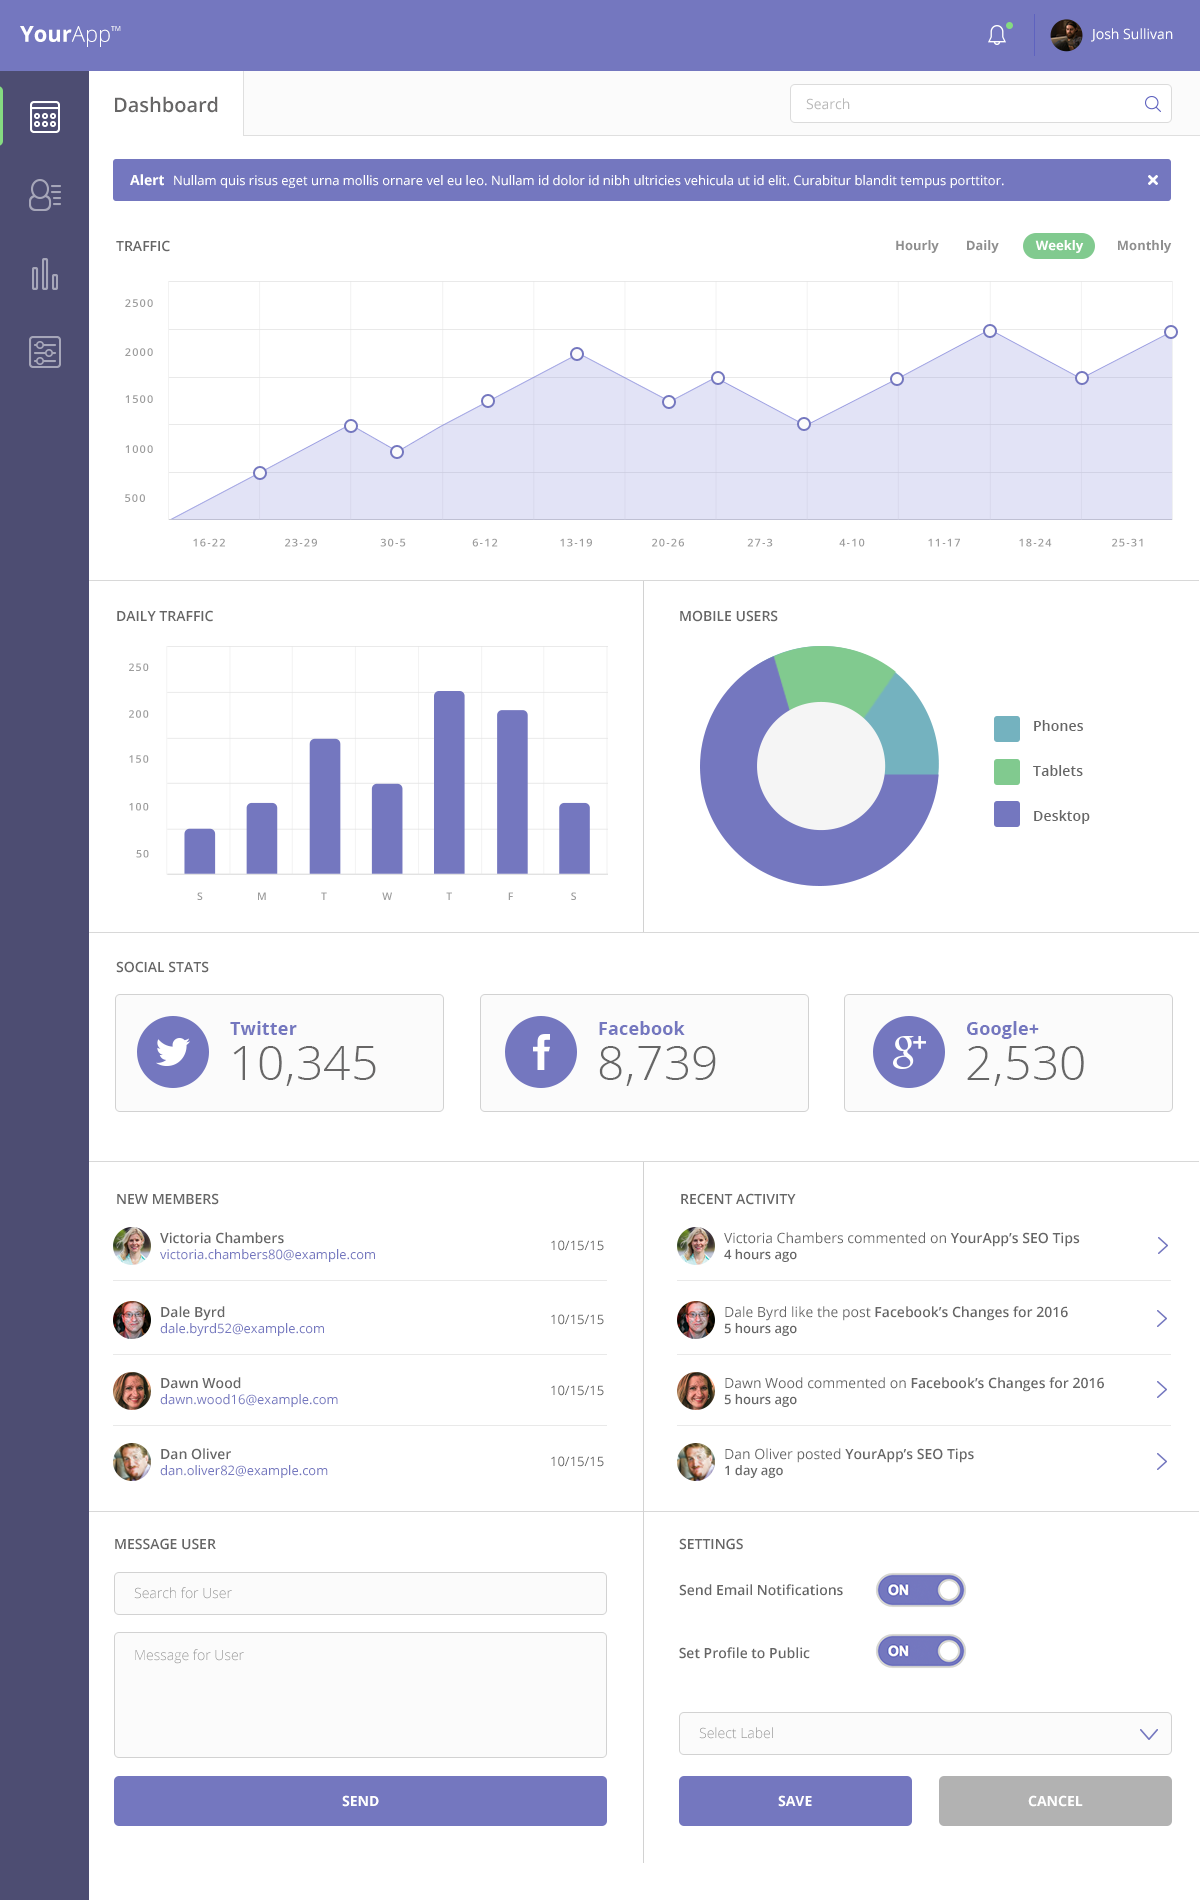 YourApp™
Josh Sullivan
Dashboard
Search
Alert Nullam quis risus eget urna mollis ornare vel eu leo. Nullam id dolor id nibh ultricies vehicula ut id elit. Curabitur blandit tempus porttitor.
TRAFFIC
Hourly Daily Weekly Monthly
2500
2000
1500
1000
500
16-22 23-29 30-5 6-12 13-19 20-26 27-3 4-10 11-17 18-24 25-31
DAILY TRAFFIC
250
200
150
100
50
S M T W T F S
MOBILE USERS
Phones
Tablets
Desktop
SOCIAL STATS
Twitter
10,345
Facebook
8,739
Google+
2,530
NEW MEMBERS
Victoria Chambers
victoria.chambers80@example.com
10/15/15
Dale Byrd
dale.byrd52@example.com
10/15/15
Dawn Wood
dawn.wood16@example.com
10/15/15
Dan Oliver
dan.oliver82@example.com
10/15/15
RECENT ACTIVITY
Victoria Chambers commented on YourApp’s SEO Tips
4 hours ago
Dale Byrd like the post Facebook’s Changes for 2016
5 hours ago
Dawn Wood commented on Facebook’s Changes for 2016
5 hours ago
Dan Oliver posted YourApp’s SEO Tips
1 day ago
MESSAGE USER
Search for User
Message for User
SEND
SETTINGS
Send Email Notifications ON
Set Profile to Public ON
Select Label
SAVE CANCEL